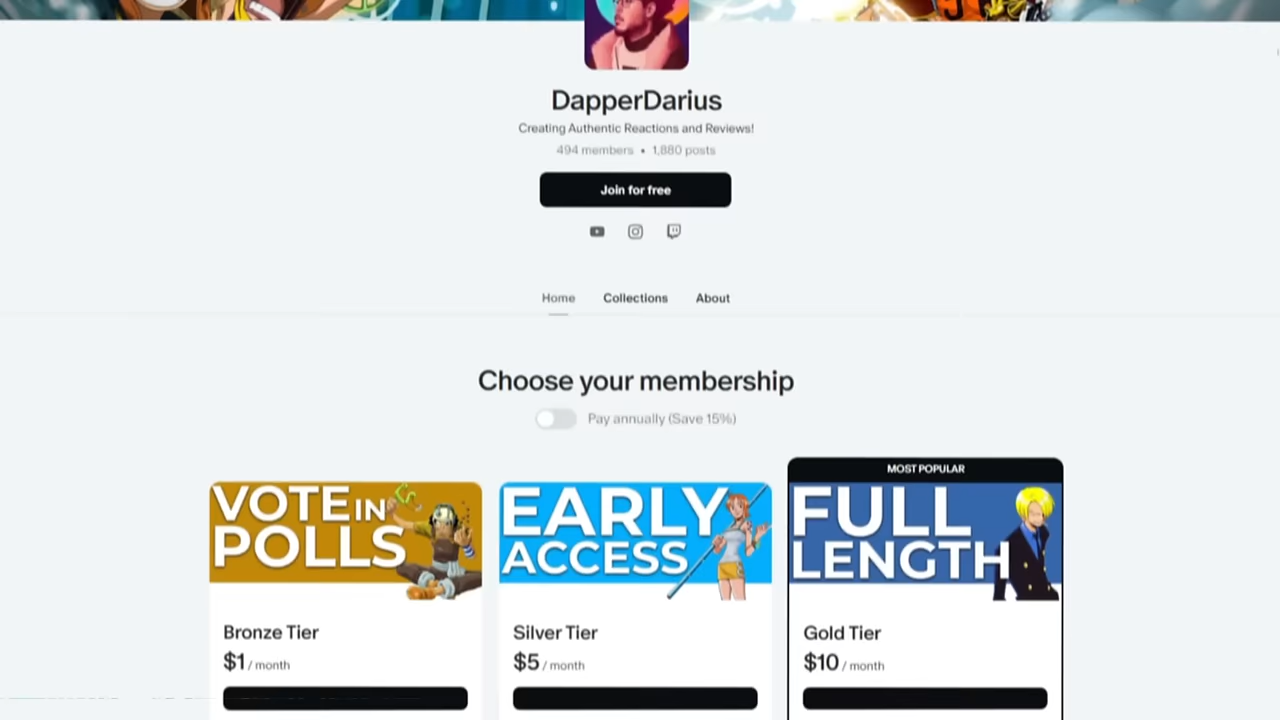 DapperDarius
Creating Authentic Reactions and Reviews!
494 members • 1,880 posts
Join for free
Home Collections About
Choose your membership
Pay annually (Save 15%)
MOST POPULAR
VOTE IN
POLLS
EARLY
ACCESS
FULL
LENGTH
Bronze Tier
$1 / month
Silver Tier
$5 / month
Gold Tier
$10 / month